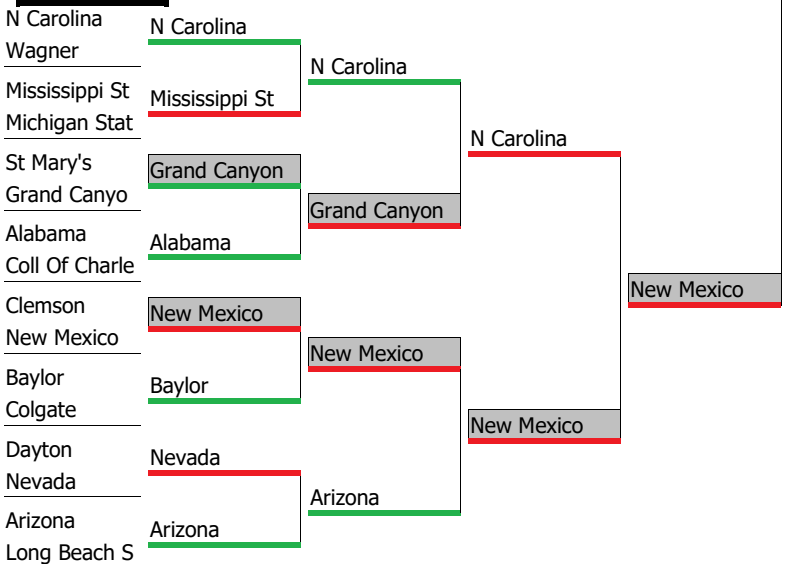 N Carolina
Wagner
Mississippi St
Michigan Stat
St Mary's
Grand Canyo
Alabama
Coll Of Charle
Clemson
New Mexico
Baylor
Colgate
Dayton
Nevada
Arizona
Long Beach S
N Carolina
Mississippi St
Grand Canyon
Alabama
New Mexico
Baylor
Nevada
Arizona
N Carolina
Grand Canyon
New Mexico
Arizona
N Carolina
New Mexico
New Mexico